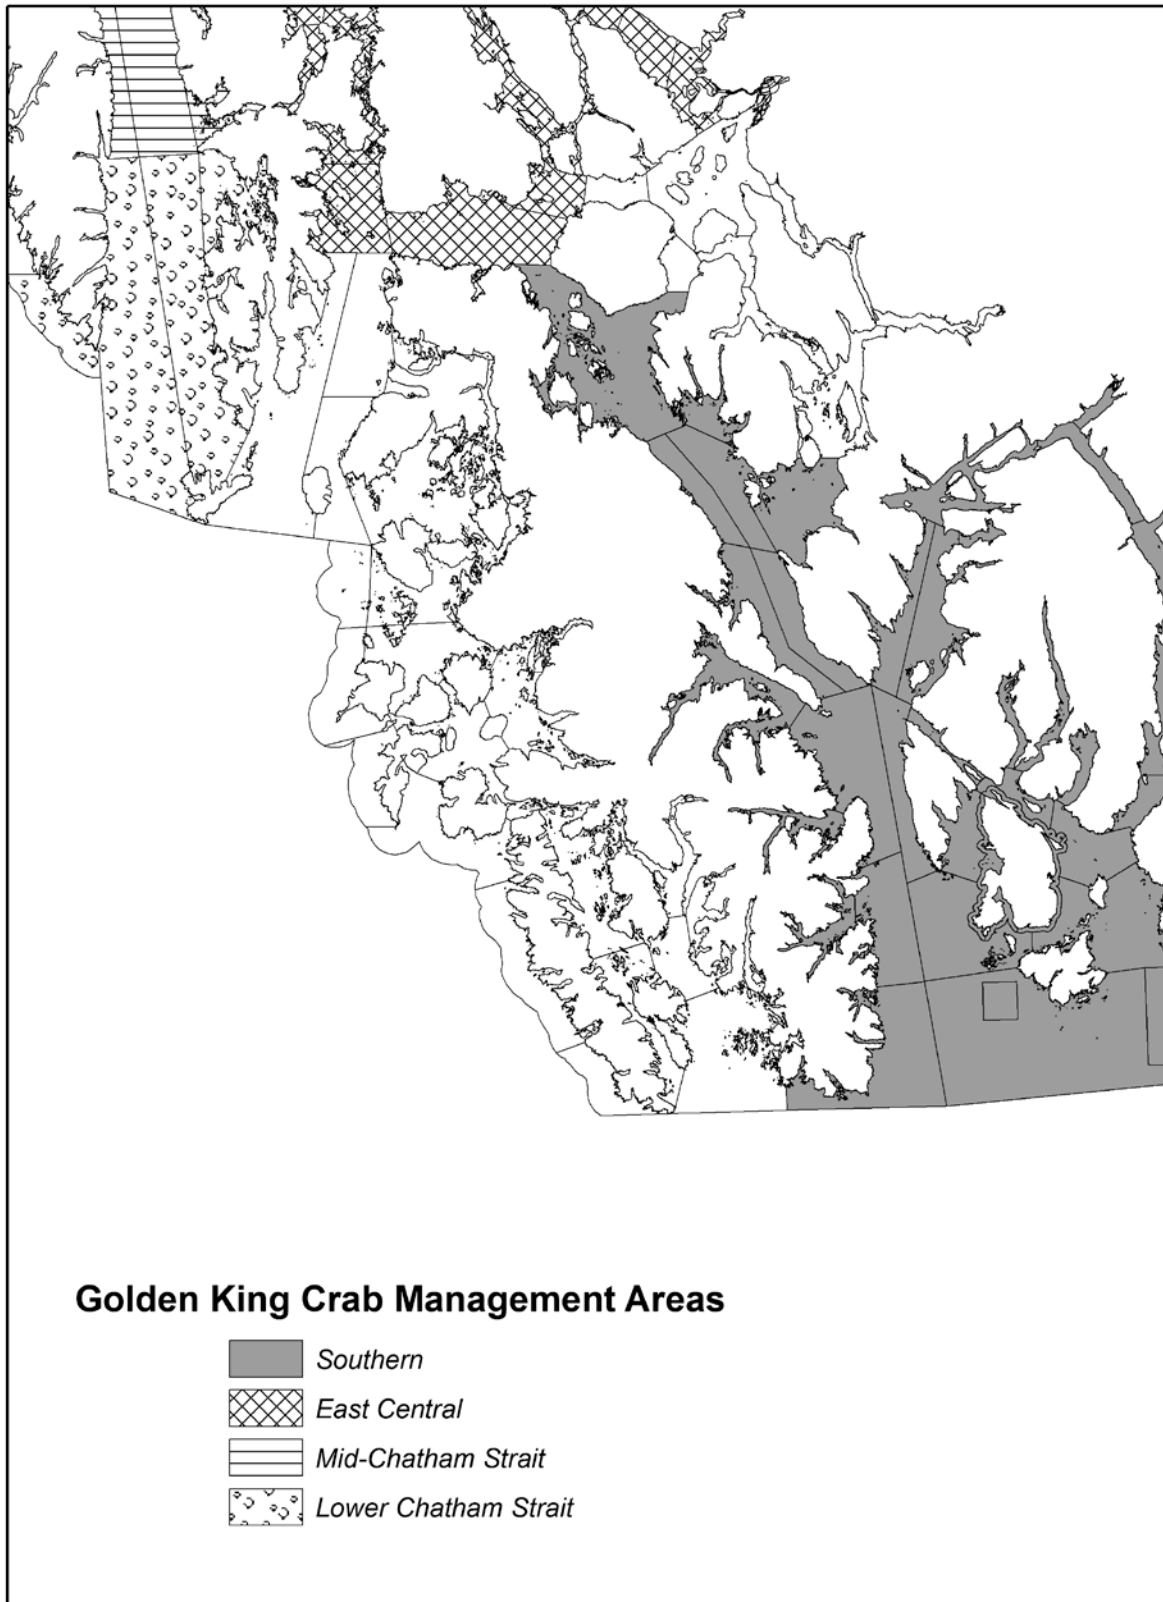 Golden King Crab Management Areas
Southern
East Central
Mid-Chatham Strait
Lower Chatham Strait